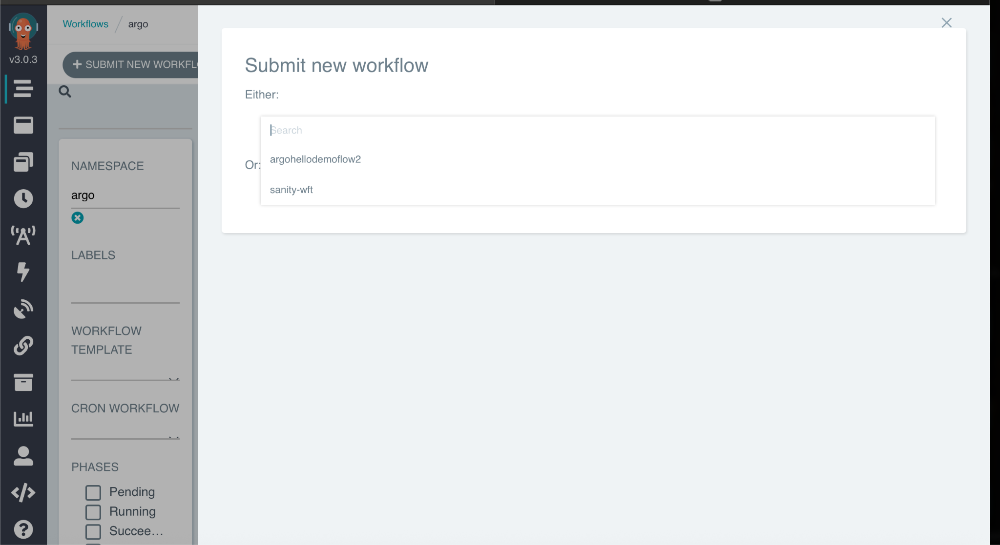 v3.0.3
Workflows / argo
SUBMIT NEW WORKFL
NAMESPACE
argo
LABELS
WORKFLOW
TEMPLATE
CRON WORKFLOW
PHASES
Pending
Running
Succee...
Submit new workflow
Either:
Search
argohellodemoflow2
Or:
sanity-wft